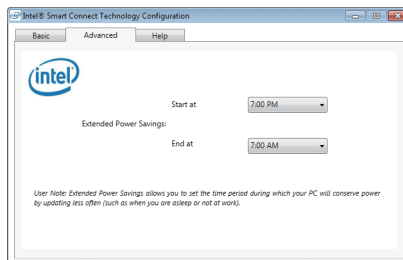 Intel® Smart Connect Technology Configuration
Basic
Advanced
Help
intel
Start at
7:00 PM
Extended Power Savings:
End at
7:00 AM
User Note: Extended Power Savings allows you to set the time period during which your PC will conserve power
by updating less often (such as when you are asleep or not at work).